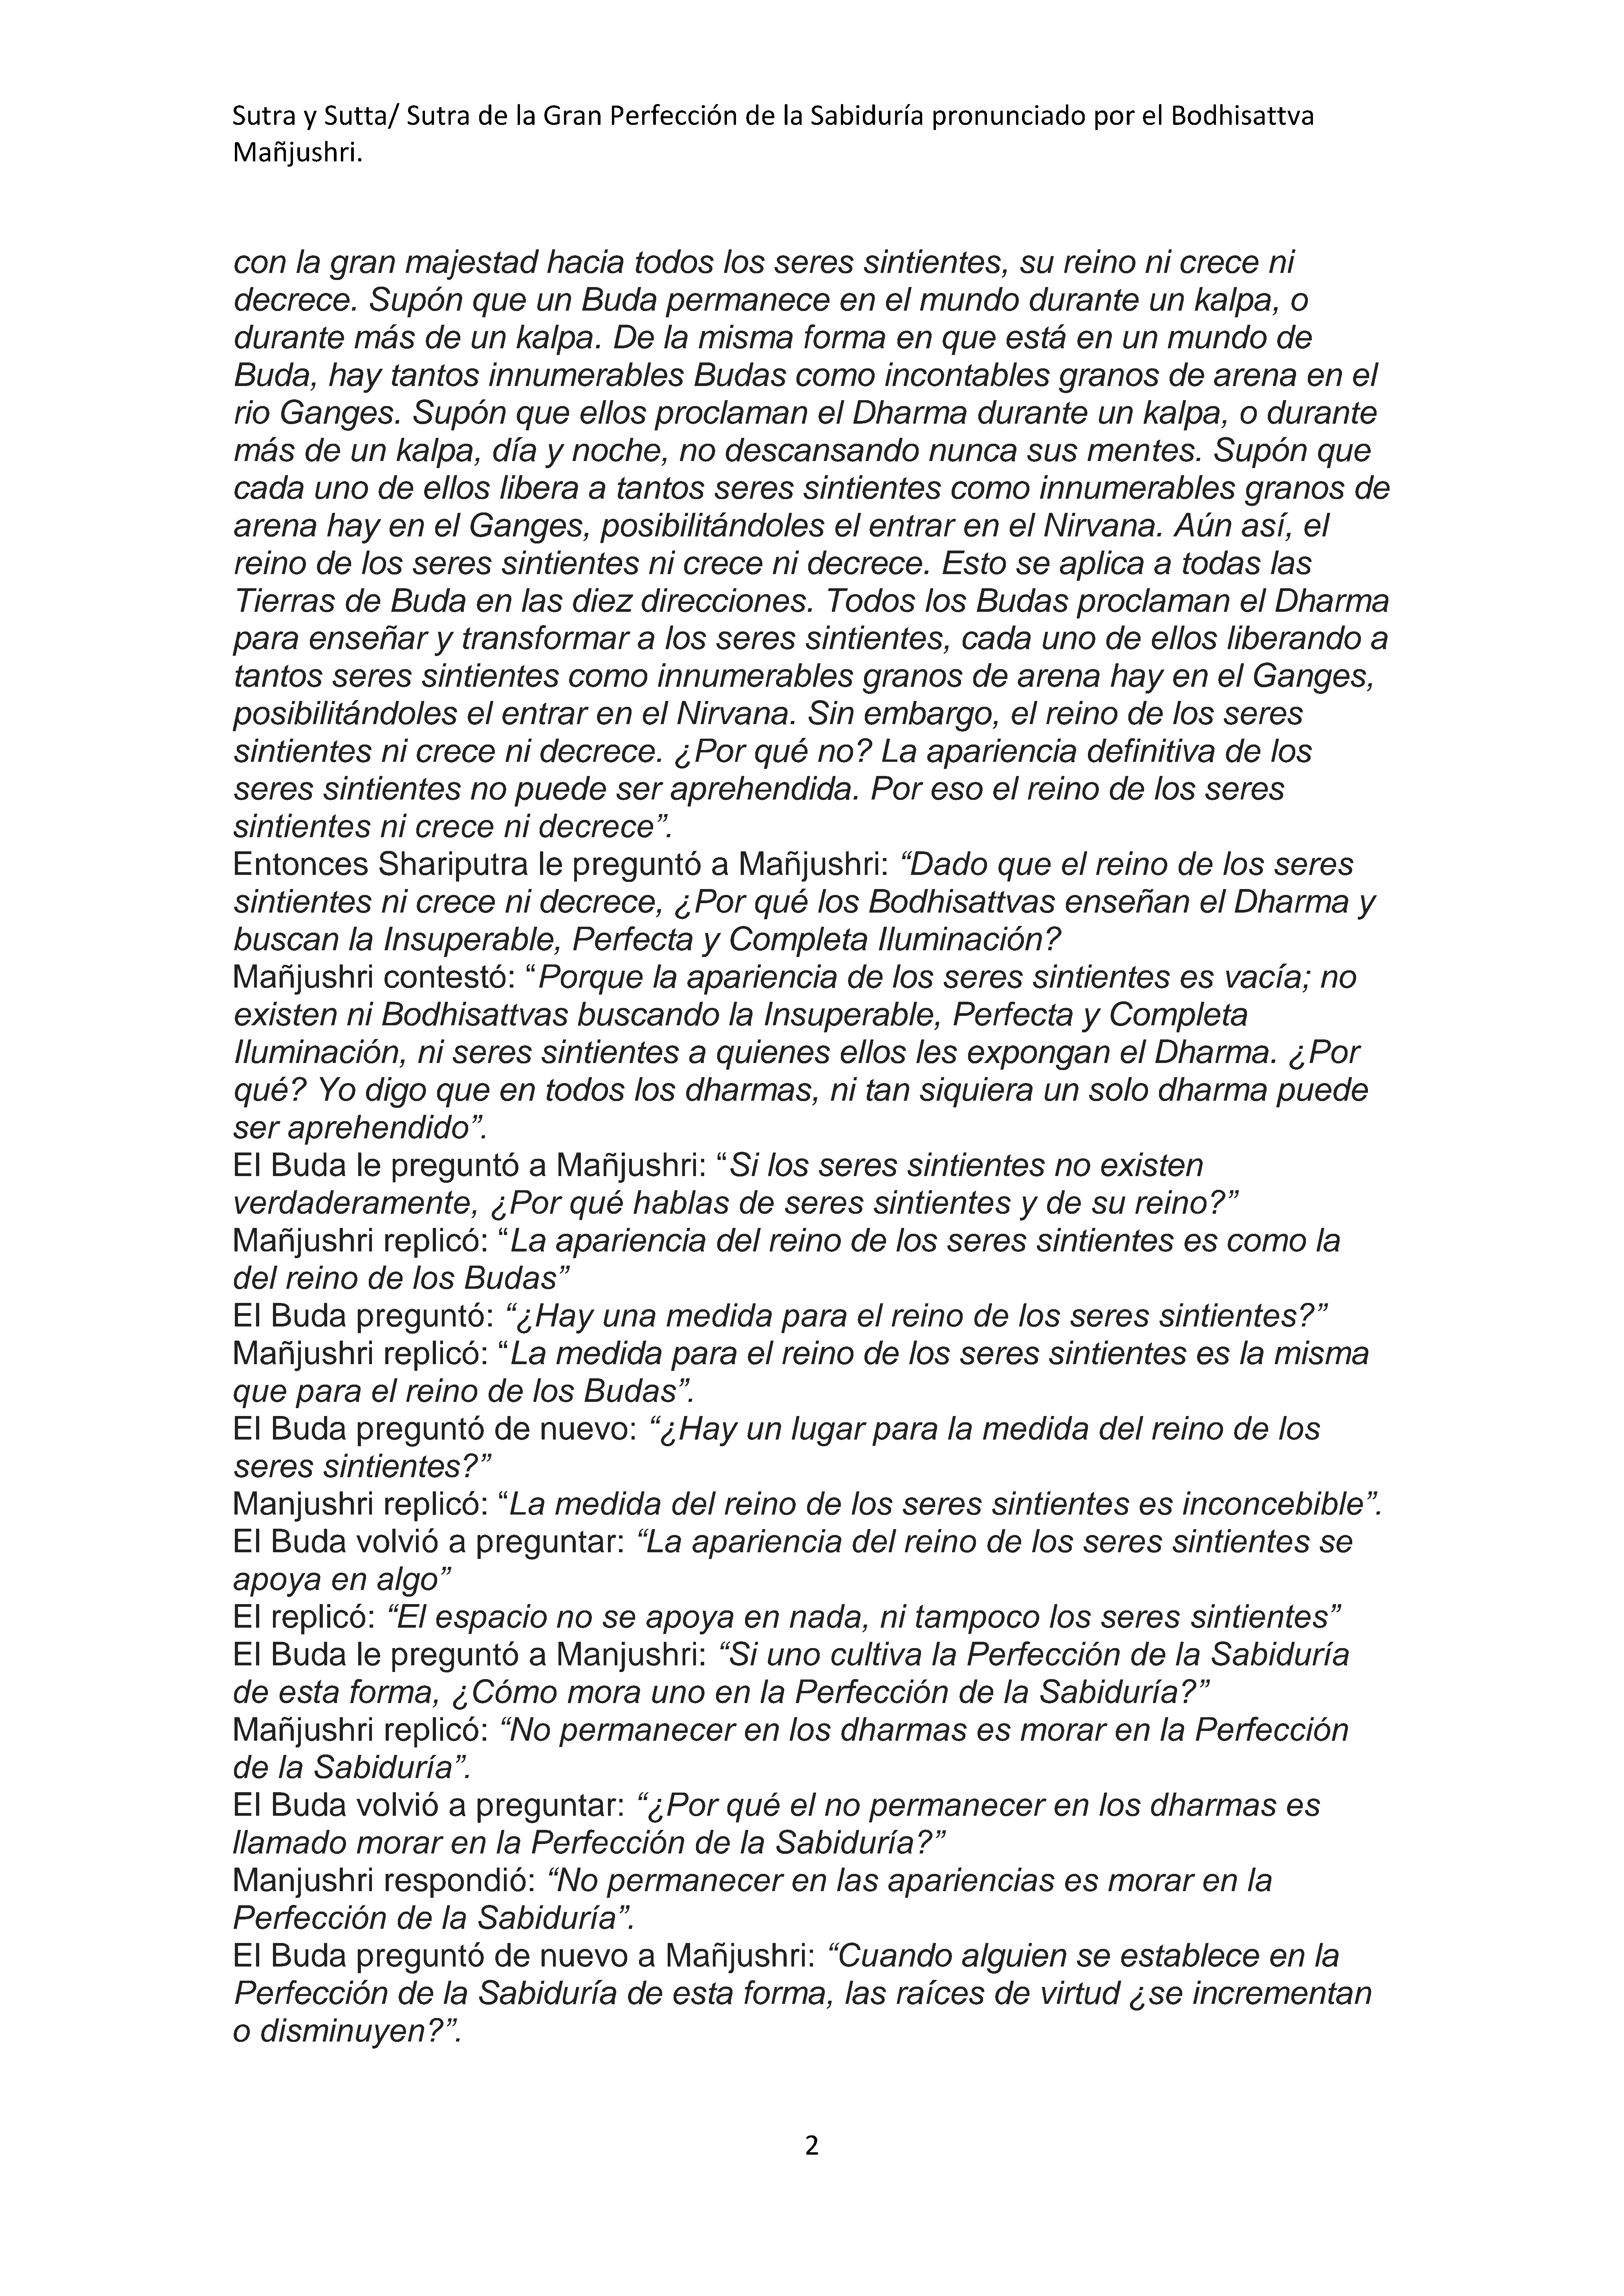 Sutra y Sutta/ Sutra de la Gran Perfección de la Sabiduría pronunciado por el Bodhisattva
Mañjushri.
con la gran majestad hacia todos los seres sintientes, su reino ni crece ni
decrece. Supón que un Buda permanece en el mundo durante un kalpa, o
durante más de un kalpa. De la misma forma en que está en un mundo de
Buda, hay tantos innumerables Budas como incontables granos de arena en el
rio Ganges. Supón que ellos proclaman el Dharma durante un kalpa, o durante
más de un kalpa, día y noche, no descansando nunca sus mentes. Supón que
cada uno de ellos libera a tantos seres sintientes como innumerables granos de
arena hay en el Ganges, posibilitándoles el entrar en el Nirvana. Aún así, el
reino de los seres sintientes ni crece ni decrece. Esto se aplica a todas las
Tierras de Buda en las diez direcciones. Todos los Budas proclaman el Dharma
para enseñar y transformar a los seres sintientes, cada uno de ellos liberando a
tantos seres sintientes como innumerables granos de arena hay en el Ganges,
posibilitándoles el entrar en el Nirvana. Sin embargo, el reino de los seres
sintientes ni crece ni decrece. ¿Por qué no? La apariencia definitiva de los
seres sintientes no puede ser aprehendida. Por eso el reino de los seres
sintientes ni crece ni decrece”.
Entonces Shariputra le preguntó a Mañjushri: “Dado que el reino de los seres
sintientes ni crece ni decrece, ¿Por qué los Bodhisattvas enseñan el Dharma y
buscan la Insuperable, Perfecta y Completa Iluminación?
Mañjushri contestó: “Porque la apariencia de los seres sintientes es vacía; no
existen ni Bodhisattvas buscando la Insuperable, Perfecta y Completa
Iluminación, ni seres sintientes a quienes ellos les expongan el Dharma. ¿Por
qué? Yo digo que en todos los dharmas, ni tan siquiera un solo dharma puede
ser aprehendido”.
El Buda le preguntó a Mañjushri: “Si los seres sintientes no existen
verdaderamente, ¿Por qué hablas de seres sintientes y de su reino?”
Mañjushri replicó: “La apariencia del reino de los seres sintientes es como la
del reino de los Budas”
El Buda preguntó: “¿Hay una medida para el reino de los seres sintientes?”
Mañjushri replicó: “La medida para el reino de los seres sintientes es la misma
que para el reino de los Budas”.
El Buda preguntó de nuevo: “¿Hay un lugar para la medida del reino de los
seres sintientes?”
Manjushri replicó: “La medida del reino de los seres sintientes es inconcebible”.
El Buda volvió a preguntar: “La apariencia del reino de los seres sintientes se
apoya en algo”
El replicó: “El espacio no se apoya en nada, ni tampoco los seres sintientes”
El Buda le preguntó a Manjushri: “Si uno cultiva la Perfección de la Sabiduría
de esta forma, ¿Cómo mora uno en la Perfección de la Sabiduría?”
Mañjushri replicó: “No permanecer en los dharmas es morar en la Perfección
de la Sabiduría”.
El Buda volvió a preguntar: “¿Por qué el no permanecer en los dharmas es
llamado morar en la Perfección de la Sabiduría?”
Manjushri respondió: “No permanecer en las apariencias es morar en la
Perfección de la Sabiduría”.
El Buda preguntó de nuevo a Mañjushri: “Cuando alguien se establece en la
Perfección de la Sabiduría de esta forma, las raíces de virtud ¿se incrementan
o disminuyen?”.
2